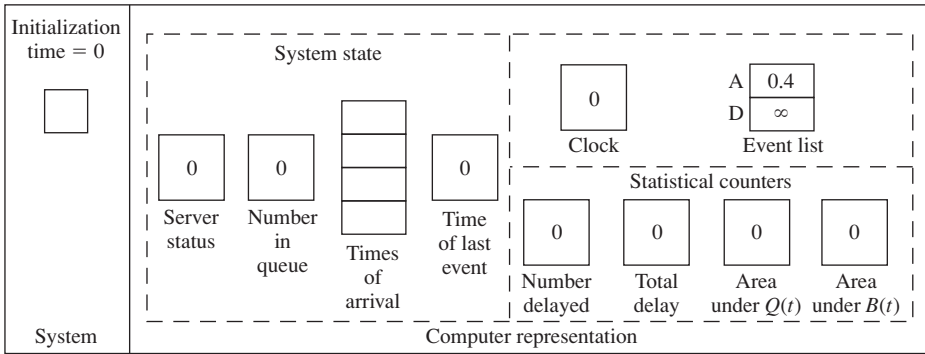 Initialization
time = 0
System
System state
0
Server
status
0
Number
in
queue
Times
of
arrival
0
Time
of last
event
0
Clock
A 0.4
D ∞
Event list
Statistical counters
0
Number
delayed
0
Total
delay
0
Area
under Q(t)
0
Area
under B(t)
Computer representation